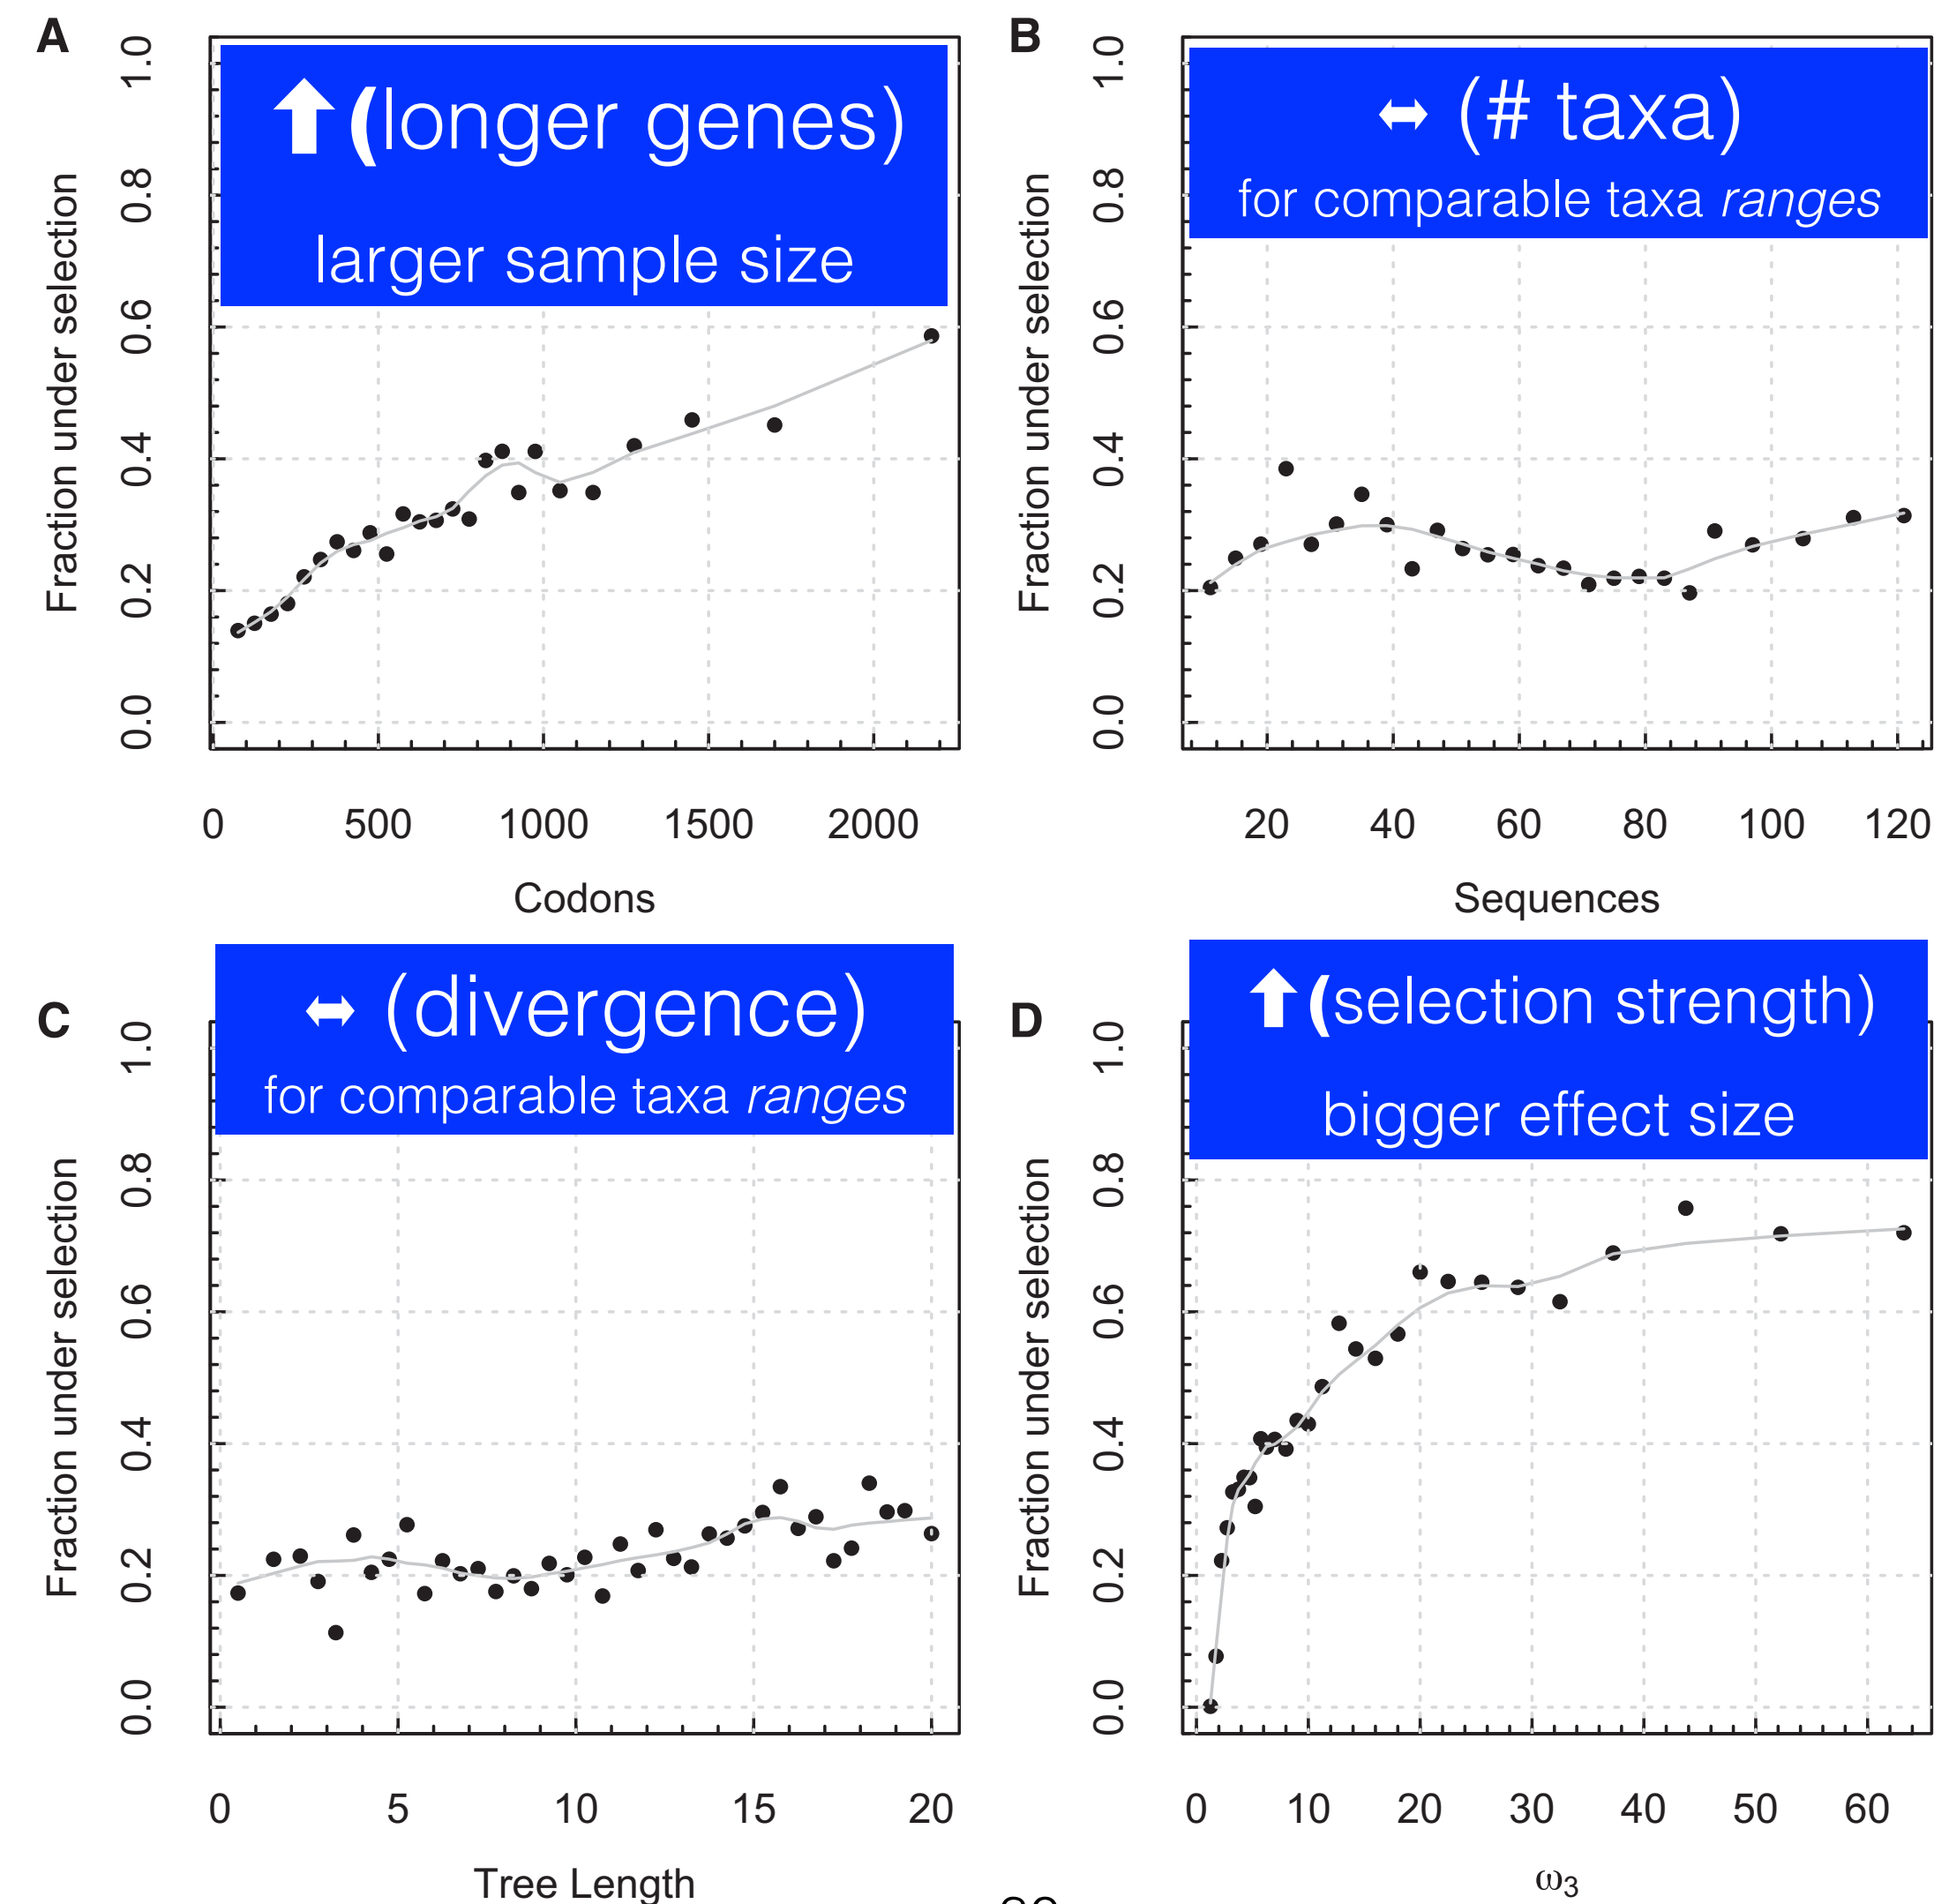 A
↑(longer genes)
larger sample size
Fraction under selection
0.0 0.2 0.4 0.6 0.8 1.0
0 500 1000 1500 2000
Codons
B
↔ (# taxa)
for comparable taxa ranges
Fraction under selection
0.0 0.2 0.4 0.6 0.8 1.0
20 40 60 80 100 120
Sequences
C
↔ (divergence)
for comparable taxa ranges
Fraction under selection
0.0 0.2 0.4 0.6 0.8 1.0
0 5 10 15 20
Tree Length
D
↑(selection strength)
bigger effect size
Fraction under selection
0.0 0.2 0.4 0.6 0.8 1.0
0 10 20 30 40 50 60
ω₃